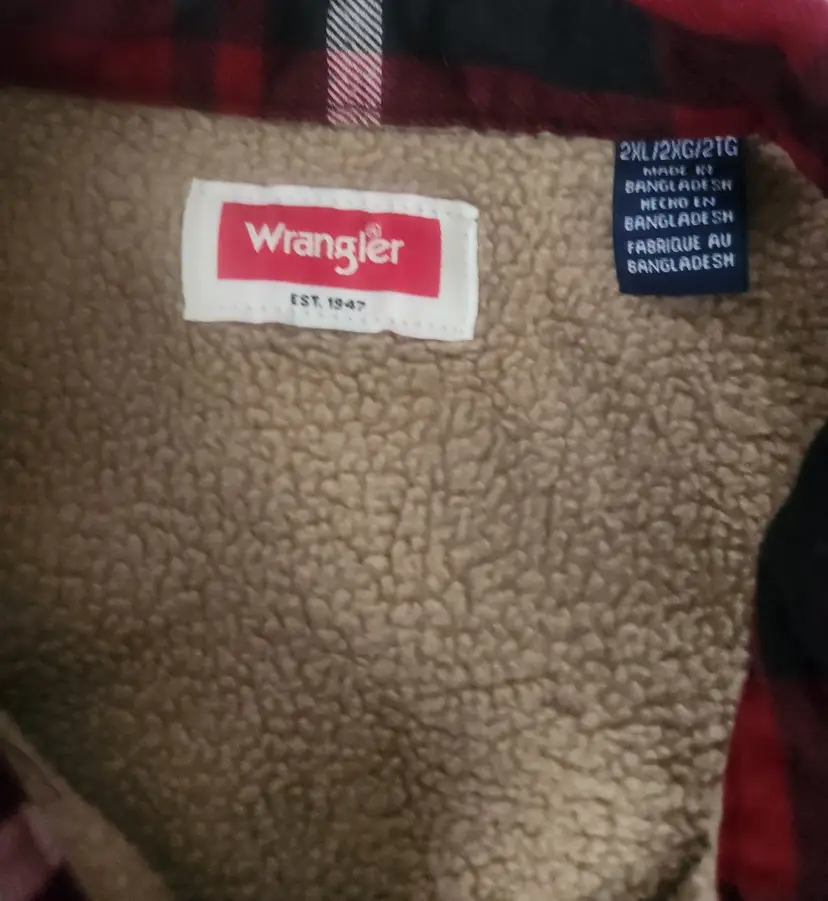 Wrangler®
EST. 1947
2XL/2XG/2TG
MADE IN
BANGLADESH
HECHO EN
BANGLADESH
FABRIQUE AU
BANGLADESH